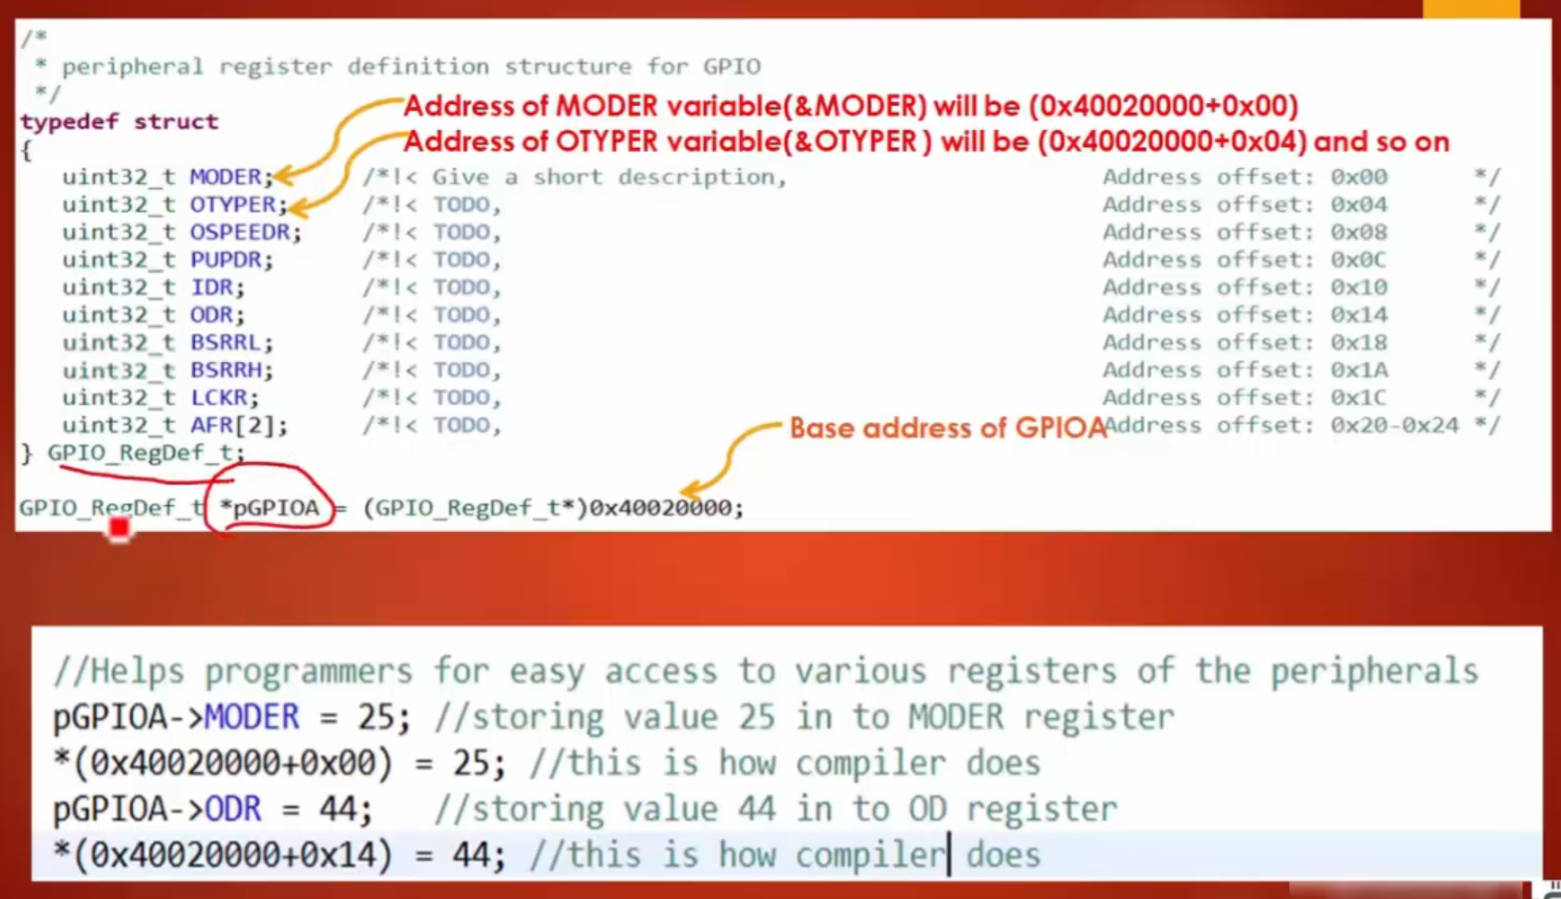 /*
 * peripheral register definition structure for GPIO
 */
Address of MODER variable(&MODER) will be (0x40020000+0x00)
typedef struct
Address of OTYPER variable(&OTYPER ) will be (0x40020000+0x04) and so on
{
uint32_t MODER; /*!< Give a short description, Address offset: 0x00 */
uint32_t OTYPER; /*!< TODO, Address offset: 0x04 */
uint32_t OSPEEDR; /*!< TODO, Address offset: 0x08 */
uint32_t PUPDR; /*!< TODO, Address offset: 0x0C */
uint32_t IDR; /*!< TODO, Address offset: 0x10 */
uint32_t ODR; /*!< TODO, Address offset: 0x14 */
uint32_t BSRRL; /*!< TODO, Address offset: 0x18 */
uint32_t BSRRH; /*!< TODO, Address offset: 0x1A */
uint32_t LCKR; /*!< TODO, Address offset: 0x1C */
uint32_t AFR[2]; /*!< TODO, Address offset: 0x20-0x24 */
Base address of GPIOA
} GPIO_RegDef_t;
GPIO_RegDef_t *pGPIOA = (GPIO_RegDef_t*)0x40020000;
//Helps programmers for easy access to various registers of the peripherals
pGPIOA->MODER = 25; //storing value 25 in to MODER register
*(0x40020000+0x00) = 25; //this is how compiler does
pGPIOA->ODR = 44; //storing value 44 in to OD register
*(0x40020000+0x14) = 44; //this is how compiler does